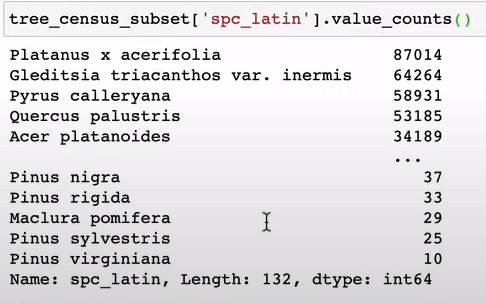 tree_census_subset['spc_latin'].value_counts()
Platanus x acerifolia 87014
Gleditsia triacanthos var. inermis 64264
Pyrus calleryana 58931
Quercus palustris 53185
Acer platanoides 34189
...
Pinus nigra 37
Pinus rigida 33
Maclura pomifera 29
Pinus sylvestris 25
Pinus virginiana 10
Name: spc_latin, Length: 132, dtype: int64